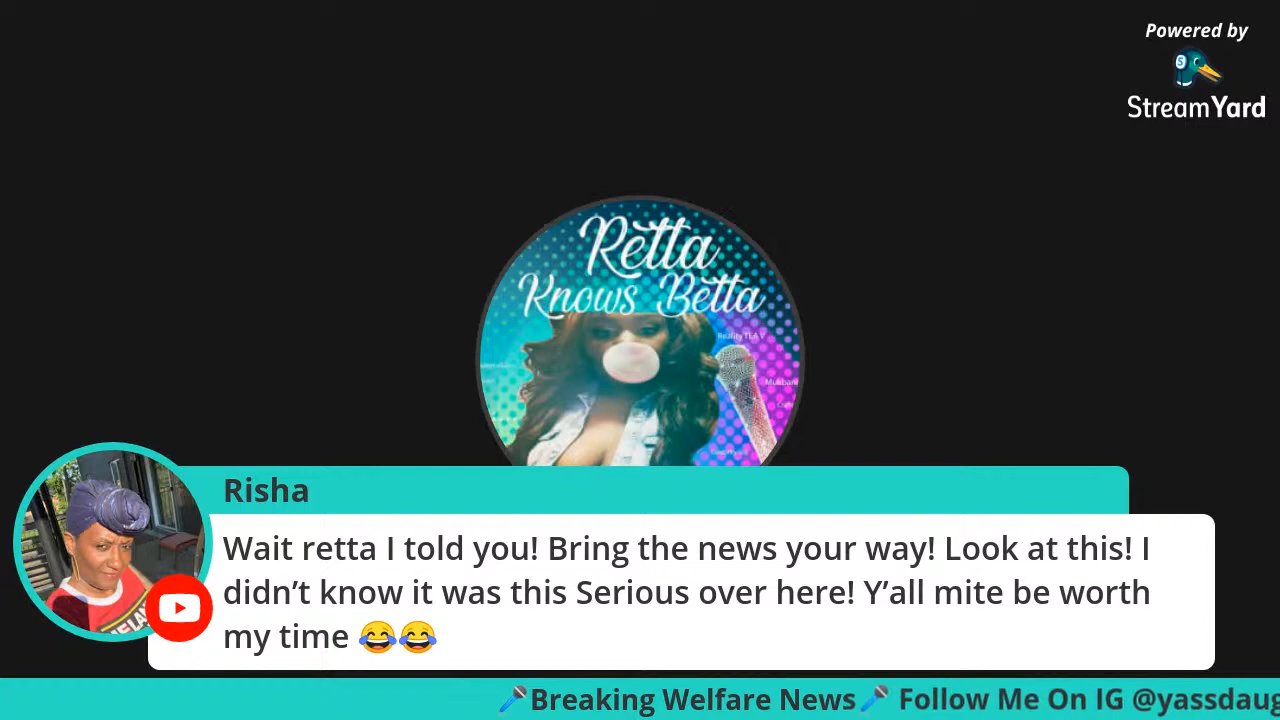 Powered by
StreamYard
Retta
Knows Betta
Risha
Wait retta I told you! Bring the news your way! Look at this! I
didn’t know it was this Serious over here! Y’all mite be worth
my time 😂😂
🎤Breaking Welfare News🎤 Follow Me On IG @yassdaug